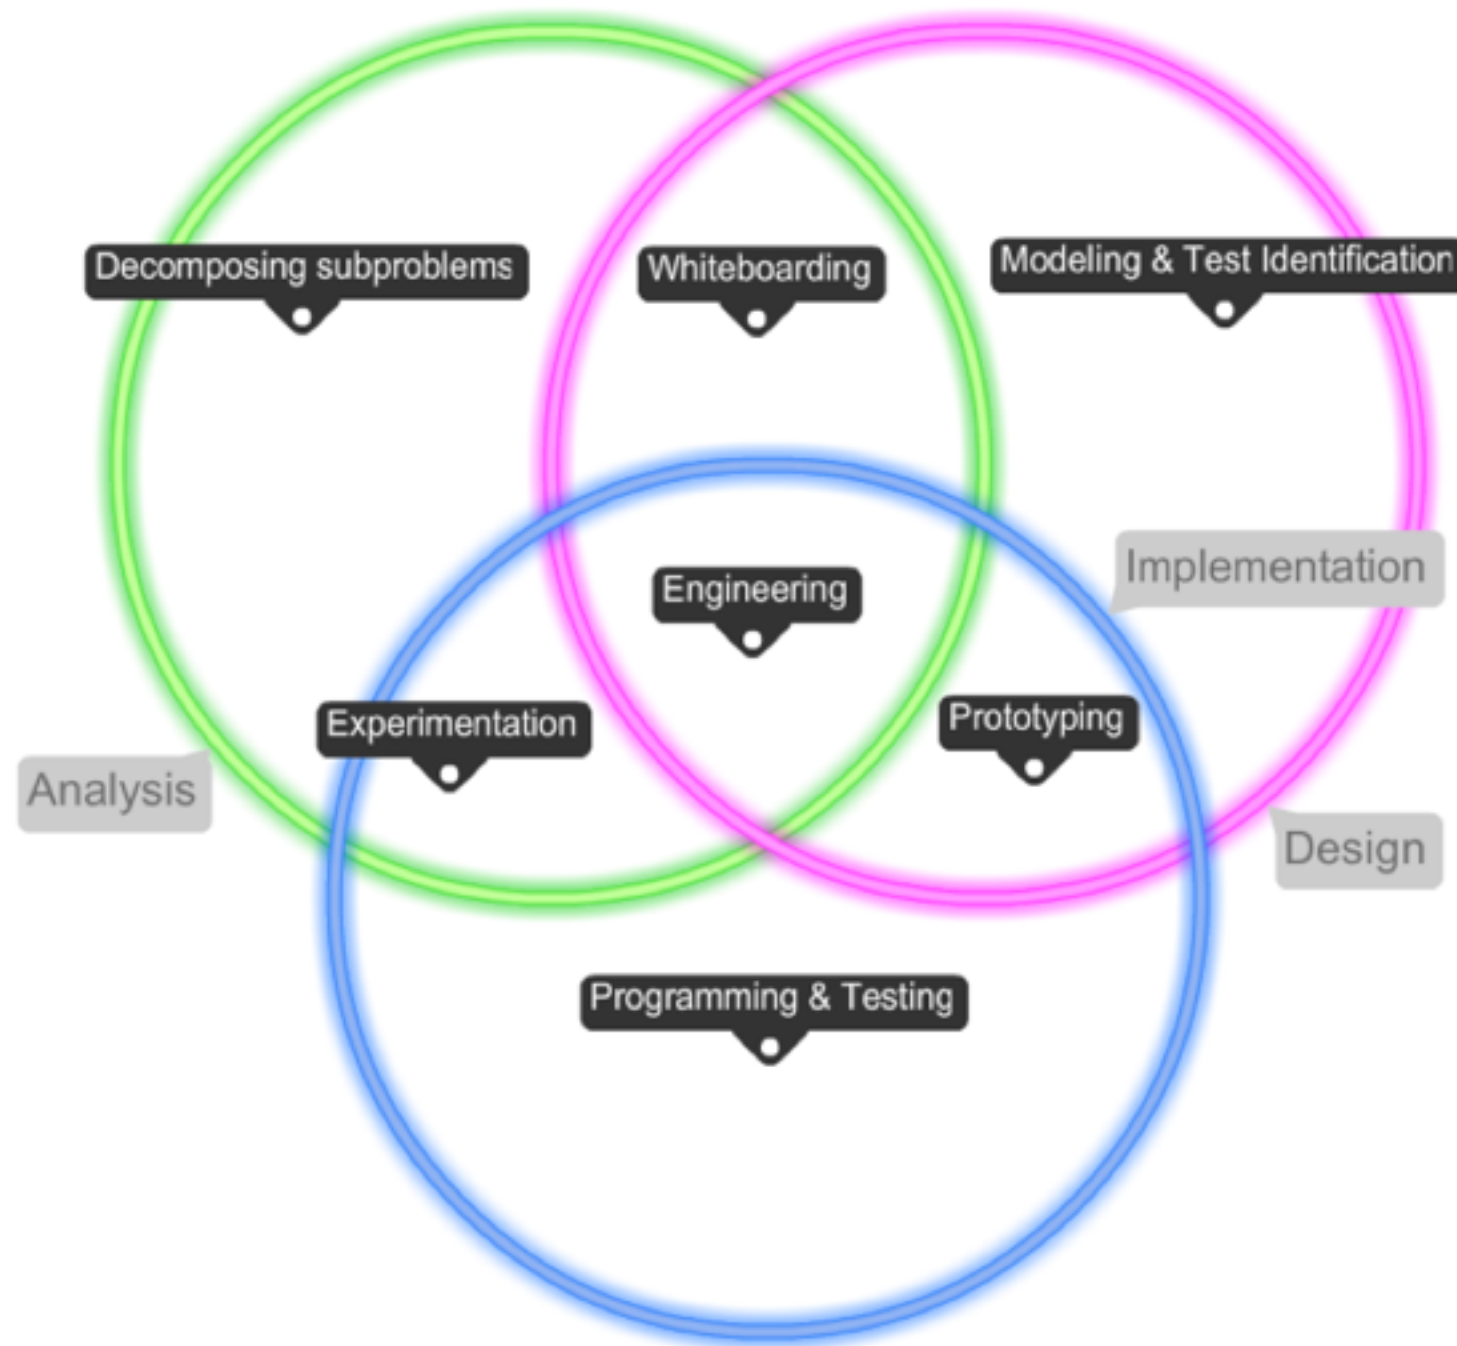 Decomposing subproblems
Whiteboarding
Modeling & Test Identification
Implementation
Engineering
Experimentation
Prototyping
Analysis
Design
Programming & Testing